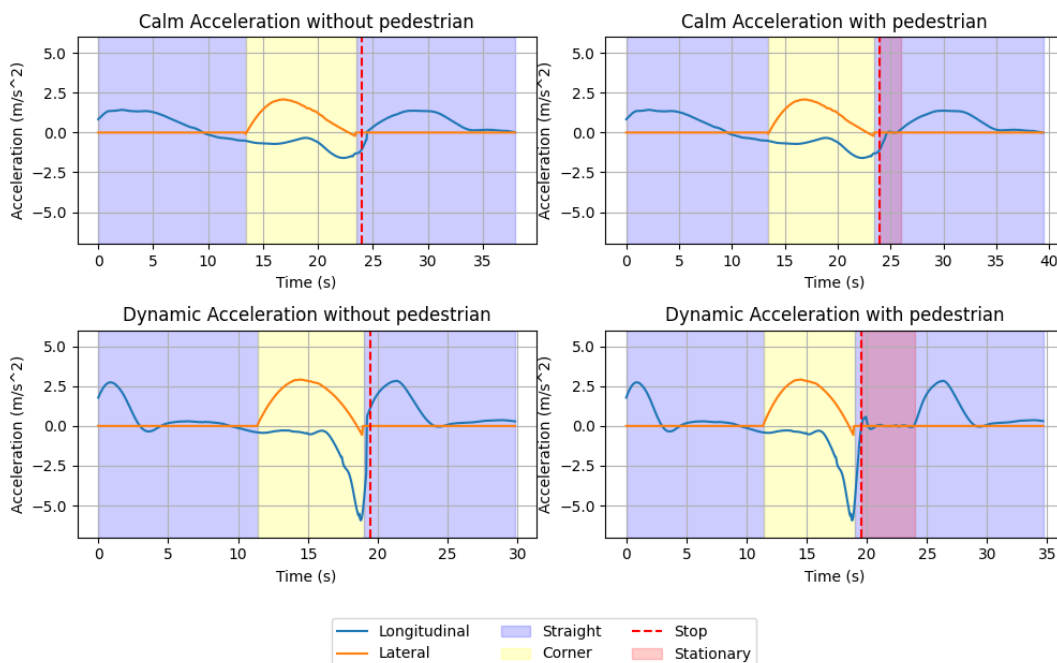 Calm Acceleration without pedestrian
Acceleration (m/s^2)
5.0
2.5
0.0
−2.5
−5.0
0 5 10 15 20 25 30 35
Time (s)
Calm Acceleration with pedestrian
Acceleration (m/s^2)
5.0
2.5
0.0
−2.5
−5.0
0 5 10 15 20 25 30 35 40
Time (s)
Dynamic Acceleration without pedestrian
Acceleration (m/s^2)
5.0
2.5
0.0
−2.5
−5.0
0 5 10 15 20 25 30
Time (s)
Dynamic Acceleration with pedestrian
Acceleration (m/s^2)
5.0
2.5
0.0
−2.5
−5.0
0 5 10 15 20 25 30 35
Time (s)
Longitudinal Straight Stop
Lateral Corner Stationary